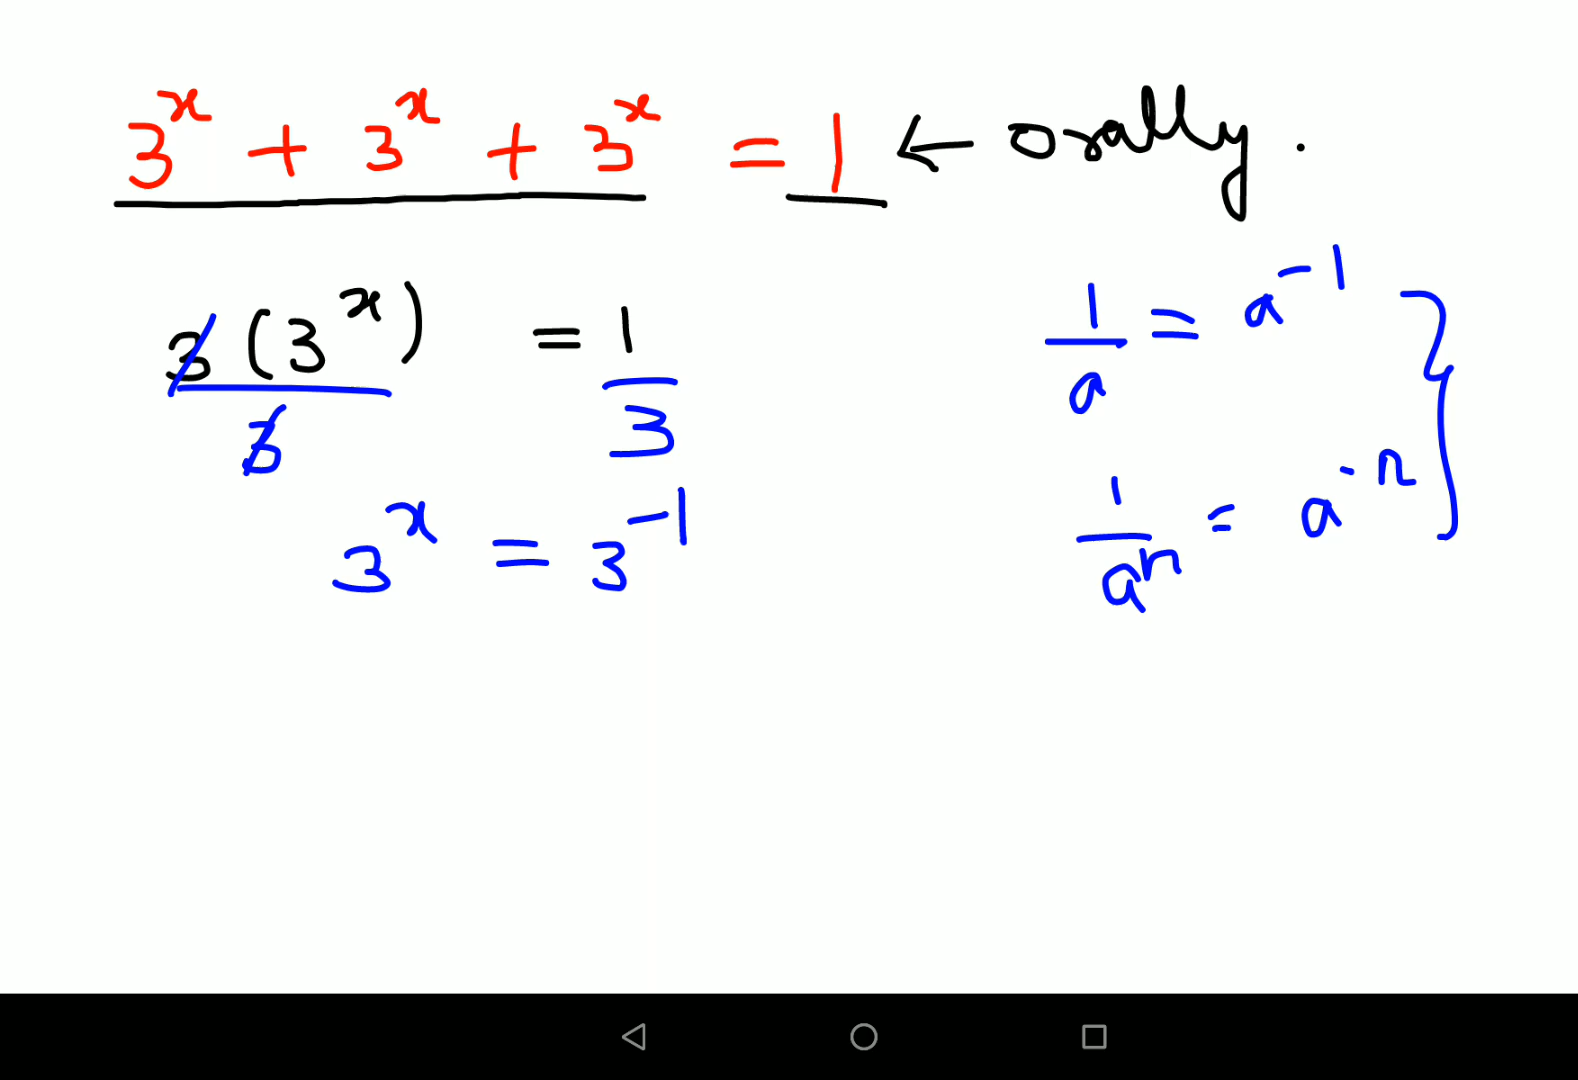 3^x + 3^x + 3^x = 1 ← orally.
3(3^x)/3 = 1/3
3^x = 3^-1
1/a = a^-1
1/a^n = a^-n